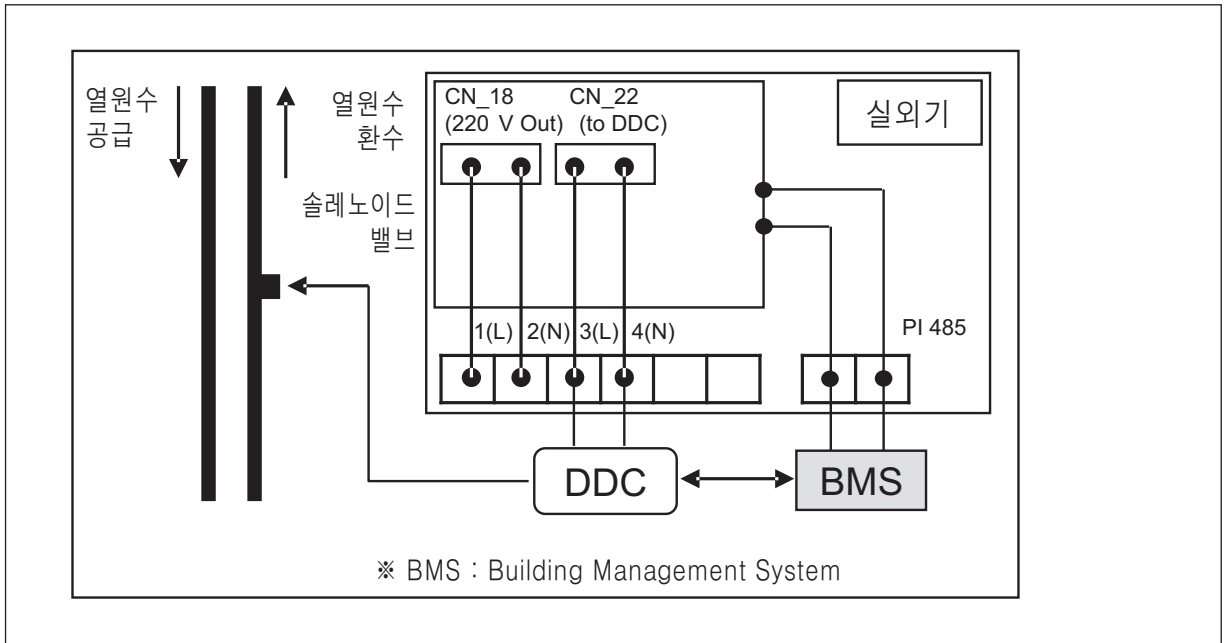 열원수
공급
열원수
환수
솔레노이드
밸브
CN_18
(220 V Out)
CN_22
(to DDC)
실외기
1(L) 2(N) 3(L) 4(N)
PI 485
DDC
BMS
※ BMS : Building Management System